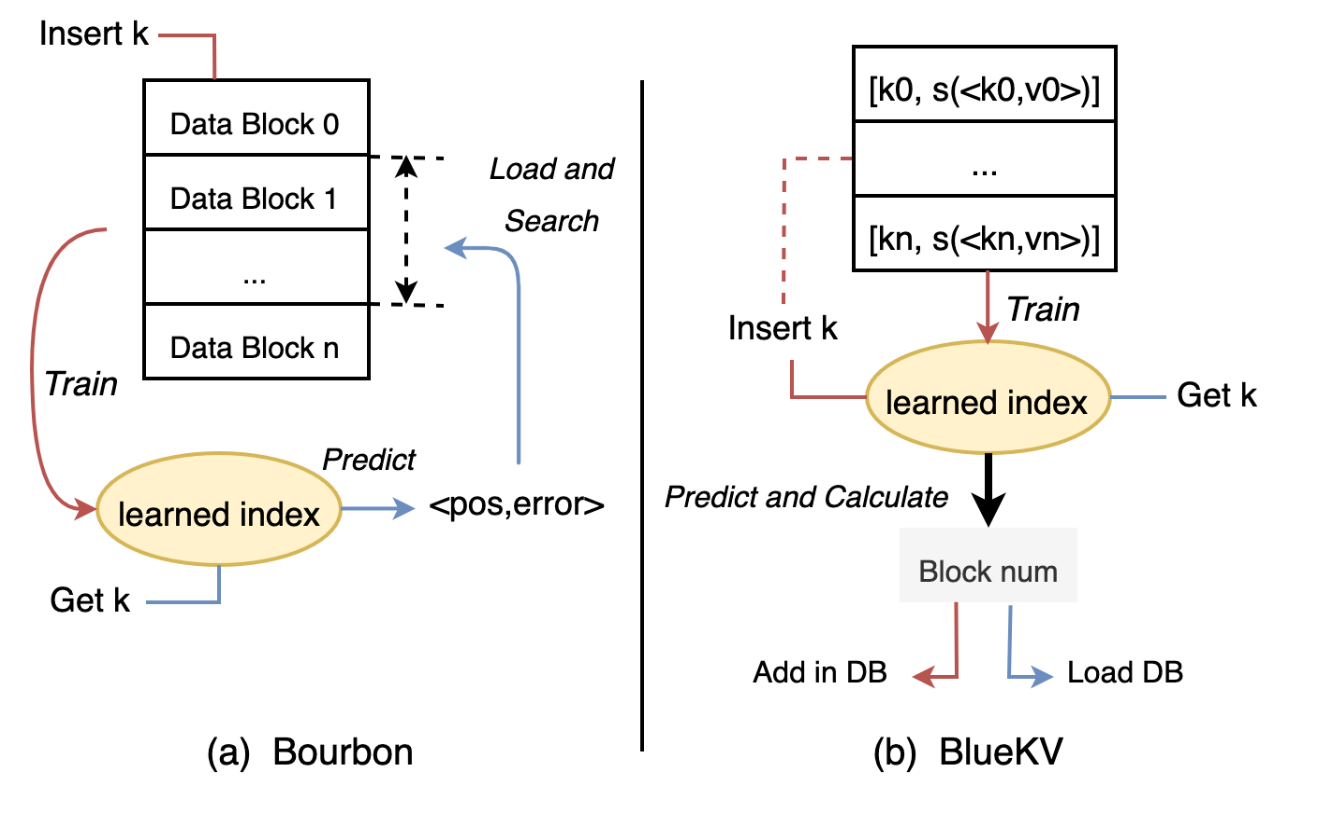 Insert k
Data Block 0
Data Block 1
...
Data Block n
Load and
Search
Train
Predict
learned index
<pos,error>
Get k
(a) Bourbon
[k0, s(<k0,v0>)]
...
[kn, s(<kn,vn>)]
Train
Insert k
learned index
Get k
Predict and Calculate
Block num
Add in DB
Load DB
(b) BlueKV